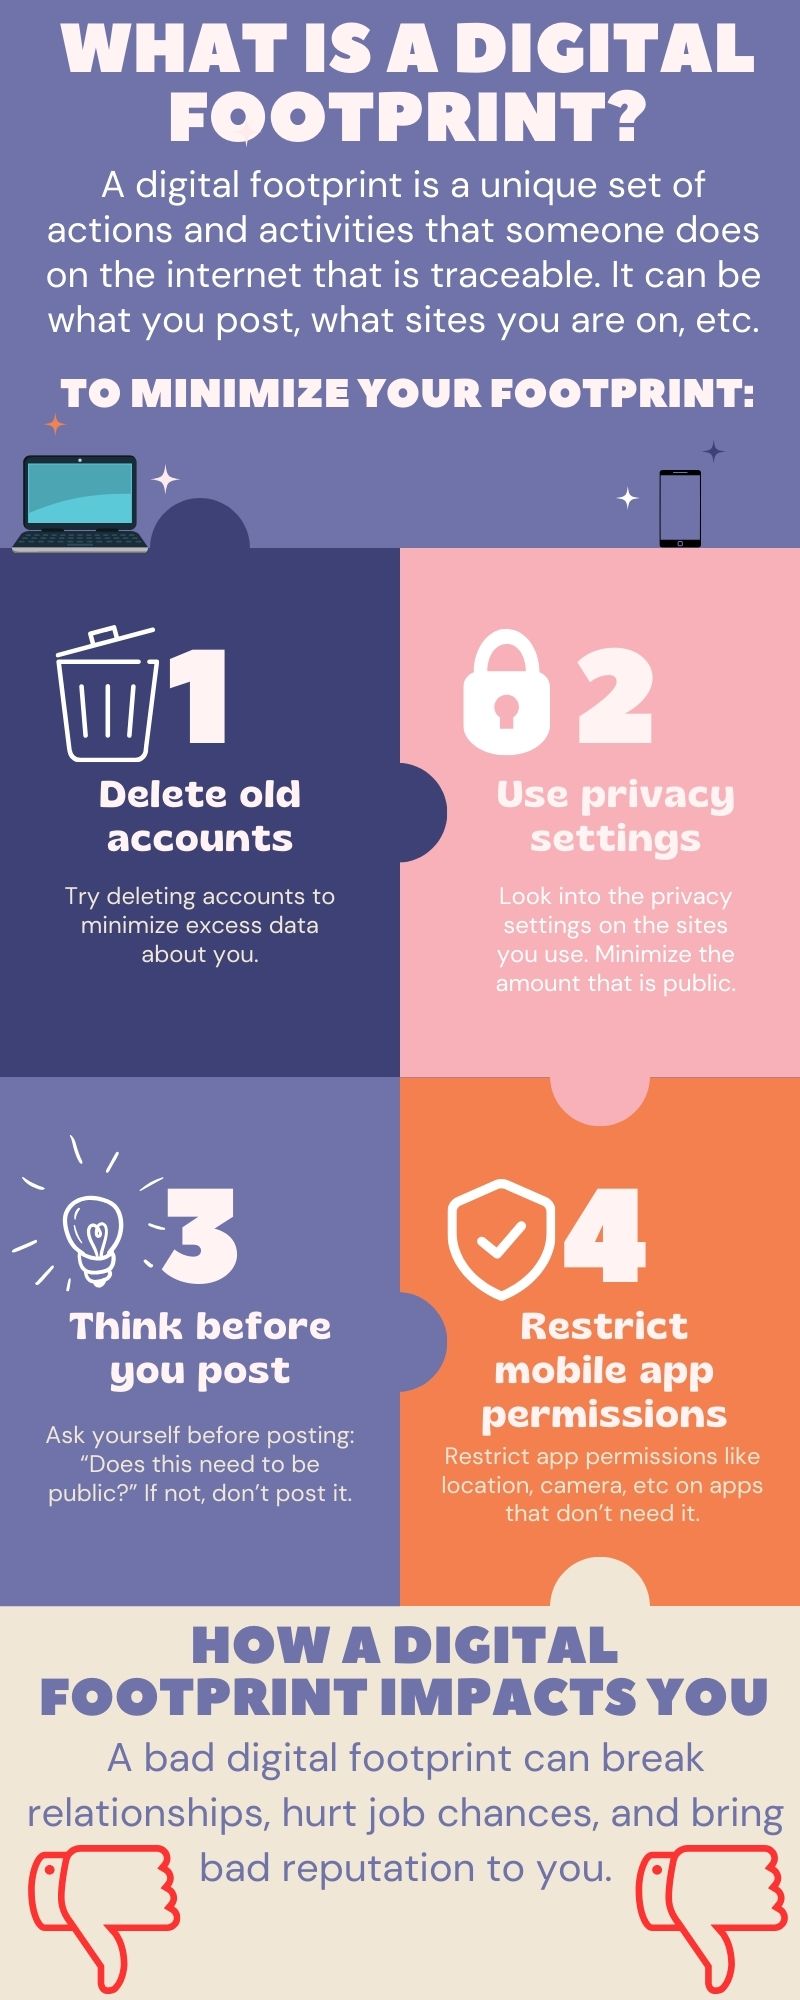 WHAT IS A DIGITAL
FOOTPRINT?
A digital footprint is a unique set of
actions and activities that someone does
on the internet that is traceable. It can be
what you post, what sites you are on, etc.
TO MINIMIZE YOUR FOOTPRINT:
1
Delete old
accounts
Try deleting accounts to
minimize excess data
about you.
2
Use privacy
settings
Look into the privacy
settings on the sites
you use. Minimize the
amount that is public.
3
Think before
you post
Ask yourself before posting:
“Does this need to be
public?” If not, don’t post it.
4
Restrict
mobile app
permissions
Restrict app permissions like
location, camera, etc on apps
that don’t need it.
HOW A DIGITAL
FOOTPRINT IMPACTS YOU
A bad digital footprint can break
relationships, hurt job chances, and bring
bad reputation to you.